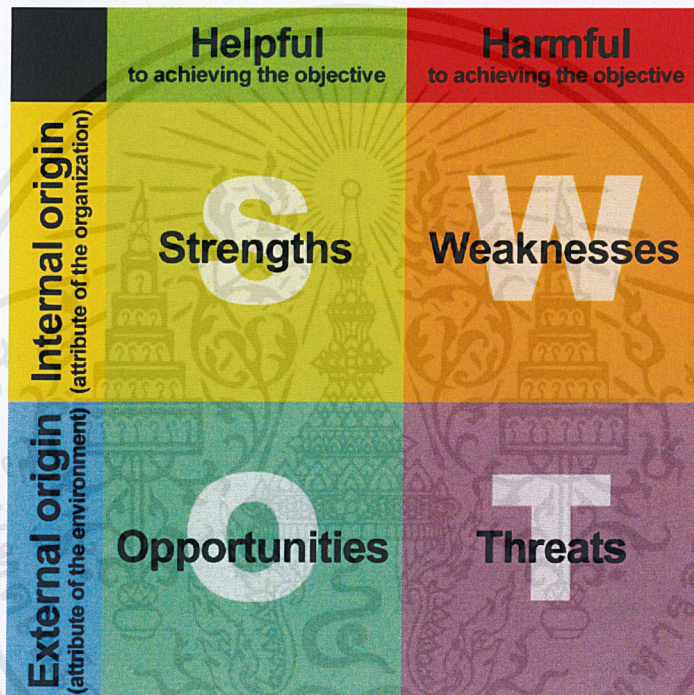 Helpful
to achieving the objective
Harmful
to achieving the objective
Internal origin
(attribute of the organization)
S
Strengths
W
Weaknesses
External origin
(attribute of the environment)
O
Opportunities
T
Threats